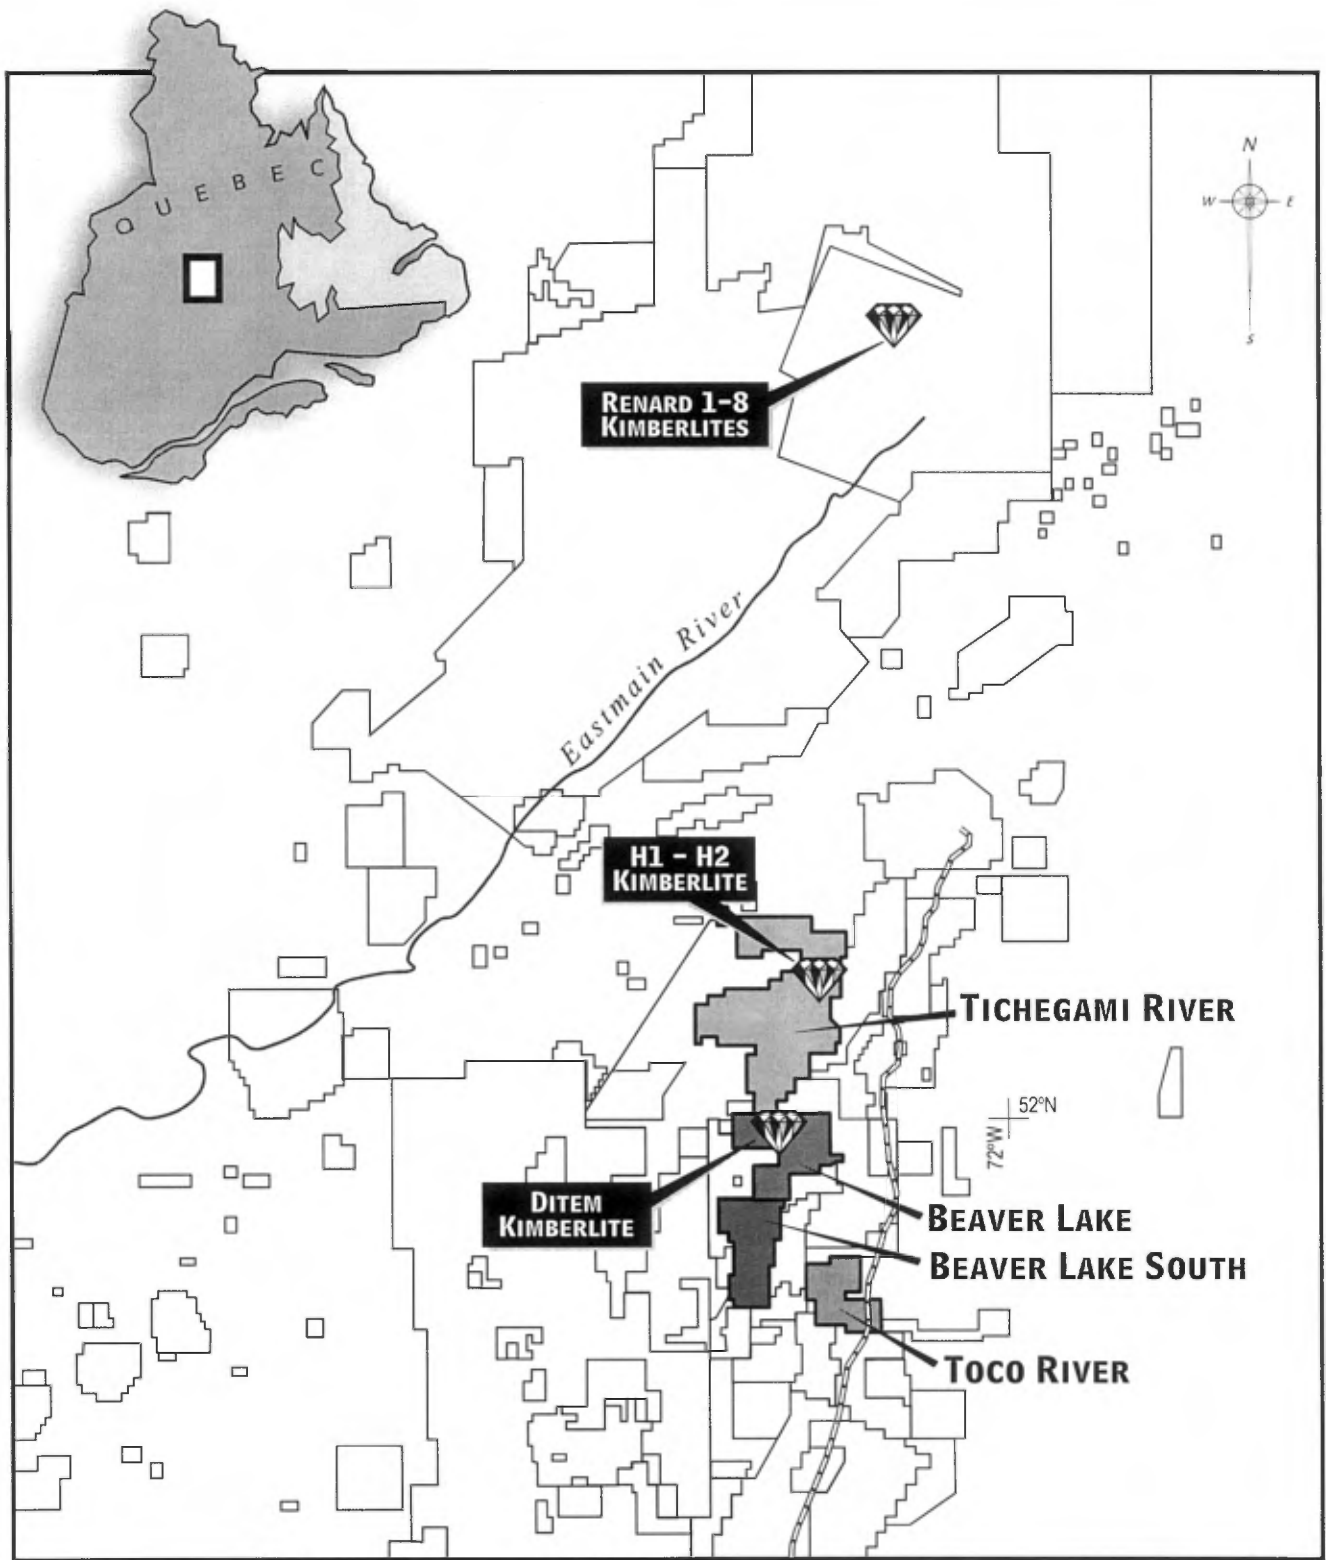 QUEBEC
N
W E
S
RENARD 1-8
KIMBERLITES
Eastmain River
H1 - H2
KIMBERLITE
TICHEGAMI RIVER
52°N
72°W
DITEM
KIMBERLITE
BEAVER LAKE
BEAVER LAKE SOUTH
TOCO RIVER